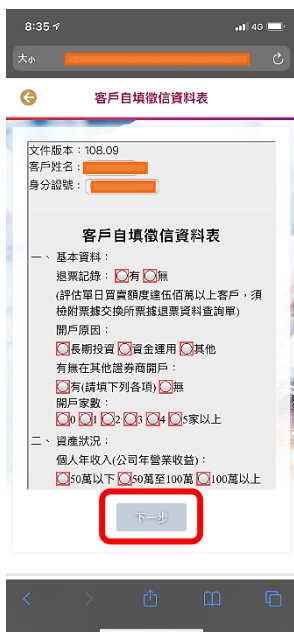 8:35
4G
大小
客戶自填徵信資料表
文件版本：108.09
客戶姓名：
身分證號：
客戶自填徵信資料表
一、 基本資料：
退票記錄：有 無
(評估單日買賣額度達伍佰萬以上客戶，須
檢附票據交換所票據退票資料查詢單)
開戶原因：
長期投資 資金運用 其他
有無在其他證券商開戶：
有(請填下列各項) 無
開戶家數：
0 1 2 3 4 5家以上
二、 資產狀況：
個人年收入(公司年營業收益)：
50萬以下 50萬至100萬 100萬以上
下一步